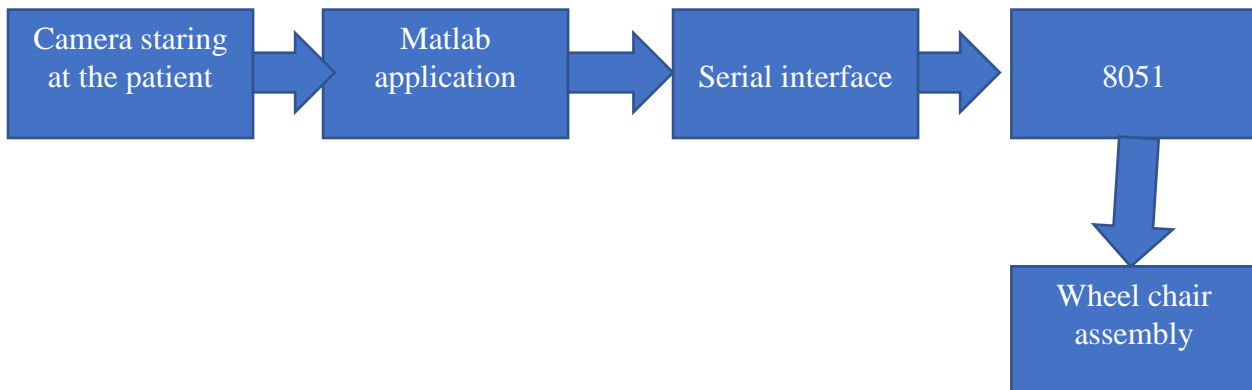 Camera staring
at the patient
Matlab
application
Serial interface
8051
Wheel chair
assembly